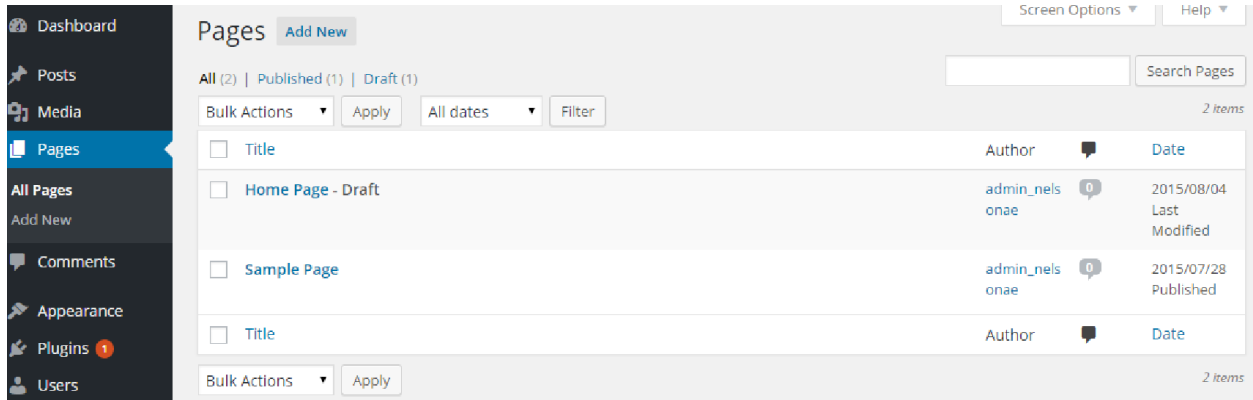 Dashboard
Posts
Media
Pages
All Pages
Add New
Comments
Appearance
Plugins 1
Users
Screen Options ▼ Help ▼
Pages Add New
All (2) | Published (1) | Draft (1)
Search Pages
Bulk Actions ▼ Apply All dates ▼ Filter
2 items
Title Author Date
Home Page - Draft admin_nels 0 2015/08/04
onae Last
Modified
Sample Page admin_nels 0 2015/07/28
onae Published
Title Author Date
Bulk Actions ▼ Apply
2 items